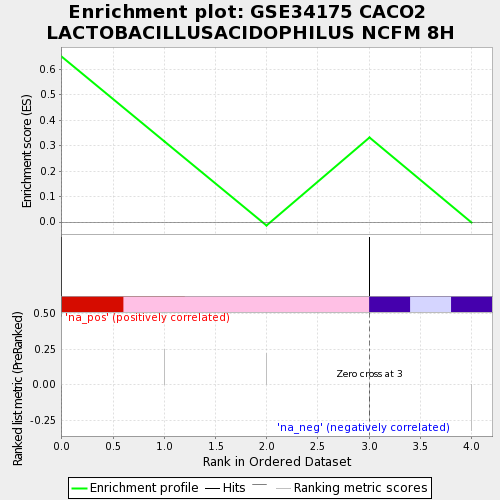 Enrichment plot: GSE34175 CACO2
LACTOBACILLUSACIDOPHILUS NCFM 8H
Enrichment score (ES)
0.6
0.5
0.4
0.3
0.2
0.1
0.0
'na_pos' (positively correlated)
Ranked list metric (PreRanked)
0.50
0.25
0.00
-0.25
Zero cross at 3
'na_neg' (negatively correlated)
0.0 0.5 1.0 1.5 2.0 2.5 3.0 3.5 4.0
Rank in Ordered Dataset
Enrichment profile Hits Ranking metric scores